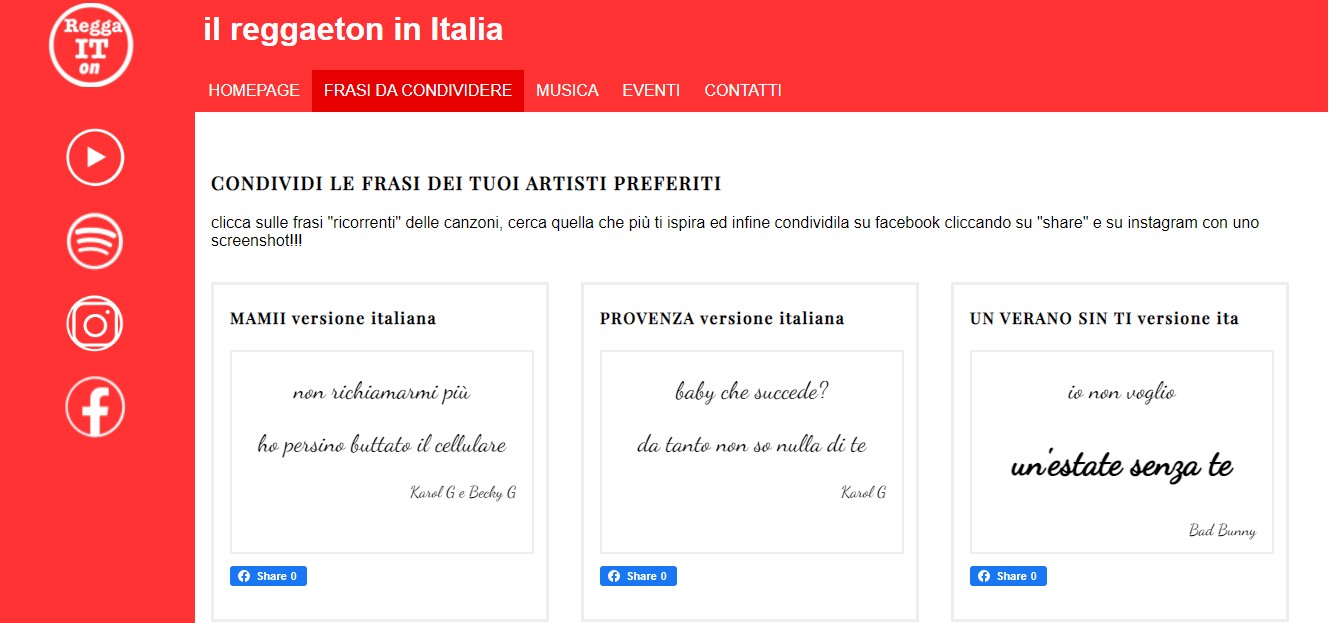 Regga
IT
on
il reggaeton in Italia
HOMEPAGE FRASI DA CONDIVIDERE MUSICA EVENTI CONTATTI
CONDIVIDI LE FRASI DEI TUOI ARTISTI PREFERITI
clicca sulle frasi "ricorrenti" delle canzoni, cerca quella che più ti ispira ed infine condividila su facebook cliccando su "share" e su instagram con uno
screenshot!!!
MAMII versione italiana
non richiamarmi più
ho persino buttato il cellulare
Karol G e Becky G
Share 0
PROVENZA versione italiana
baby che succede?
da tanto non so nulla di te
Karol G
Share 0
UN VERANO SIN TI versione ita
io non voglio
un'estate senza te
Bad Bunny
Share 0